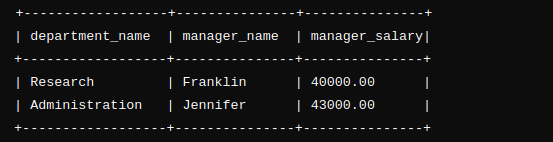 +------------------+---------------+---------------+
| department_name  | manager_name  | manager_salary|
+------------------+---------------+---------------+
| Research         | Franklin      | 40000.00      |
| Administration   | Jennifer      | 43000.00      |
+------------------+---------------+---------------+